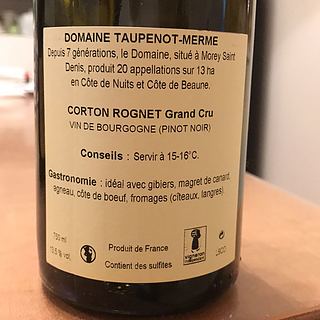 DOMAINE TAUPENOT-MERME
Depuis 7 générations, le Domaine, situé à Morey Saint
Denis, produit 20 appellations sur 13 ha
en Côte de Nuits et Côte de Beaune.
CORTON ROGNET Grand Cru
VIN DE BOURGOGNE (PINOT NOIR)
Conseils : Servir à 15-16°C.
Gastronomie : idéal avec gibiers, magret de canard,
agneau, côte de boeuf, fromages (cîteaux, langres).
750 ml
13,5 % vol.
Produit de France
Contient des sulfites
vigneron